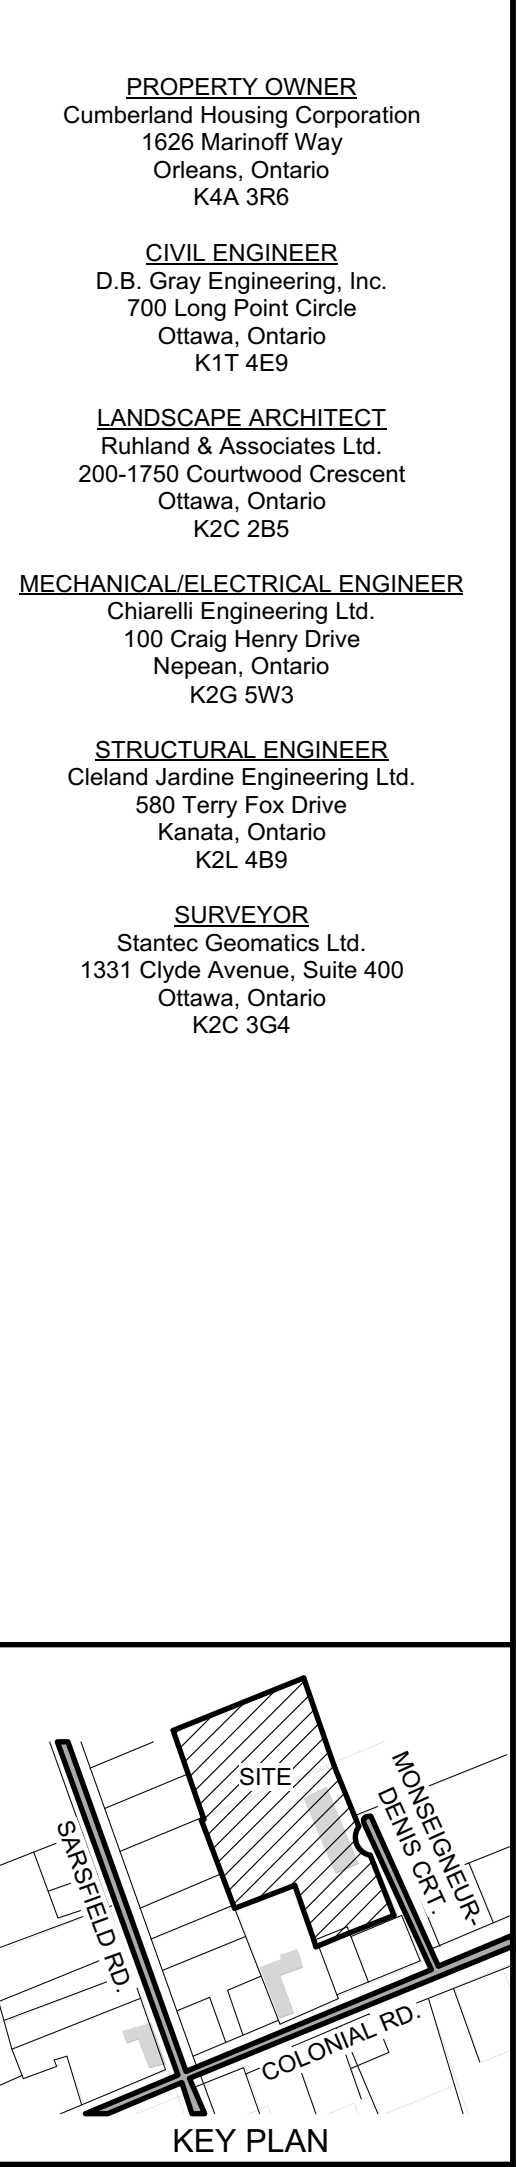 PROPERTY OWNER
Cumberland Housing Corporation
1626 Marinoff Way
Orleans, Ontario
K4A 3R6
CIVIL ENGINEER
D.B. Gray Engineering, Inc.
700 Long Point Circle
Ottawa, Ontario
K1T 4E9
LANDSCAPE ARCHITECT
Ruhland & Associates Ltd.
200-1750 Courtwood Crescent
Ottawa, Ontario
K2C 2B5
MECHANICAL/ELECTRICAL ENGINEER
Chiarelli Engineering Ltd.
100 Craig Henry Drive
Nepean, Ontario
K2G 5W3
STRUCTURAL ENGINEER
Cleland Jardine Engineering Ltd.
580 Terry Fox Drive
Kanata, Ontario
K2L 4B9
SURVEYOR
Stantec Geomatics Ltd.
1331 Clyde Avenue, Suite 400
Ottawa, Ontario
K2C 3G4
SITE
MONSEIGNEUR-
DENIS CRT.
SARSFIELD RD.
COLONIAL RD.
KEY PLAN